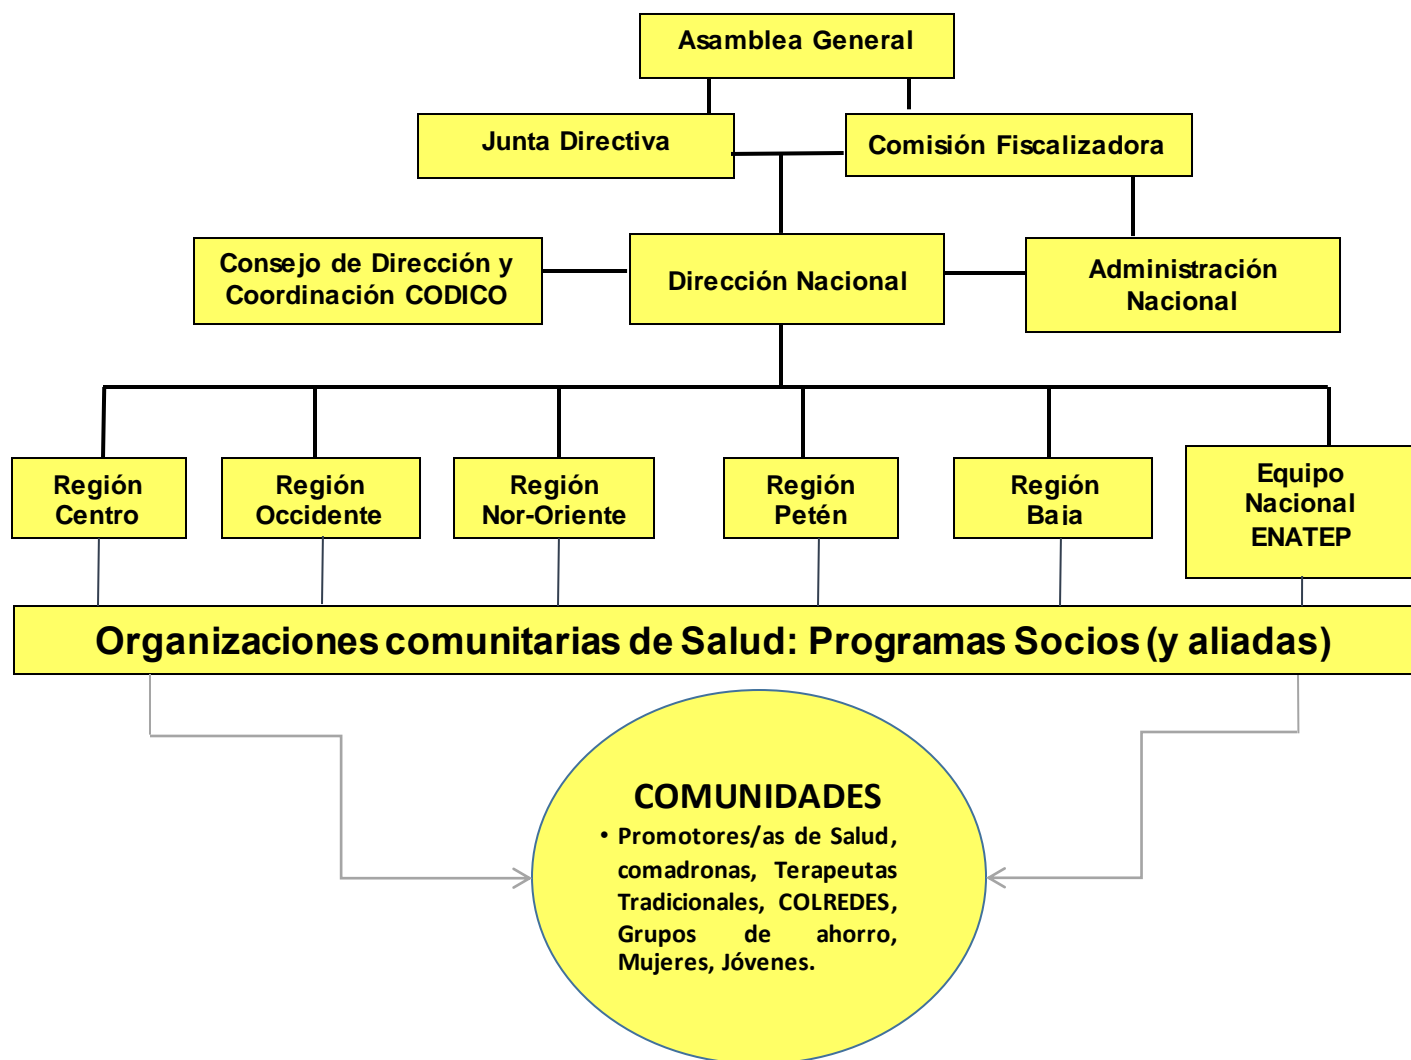 Asamblea General
Junta Directiva
Comisión Fiscalizadora
Consejo de Dirección y
Coordinación CODICO
Dirección Nacional
Administración
Nacional
Región
Centro
Región
Occidente
Región
Nor-Oriente
Región
Petén
Región
Baja
Equipo
Nacional
ENATEP
Organizaciones comunitarias de Salud: Programas Socios (y aliadas)
COMUNIDADES
• Promotores/as de Salud,
comadronas, Terapeutas
Tradicionales, COLREDES,
Grupos de ahorro,
Mujeres, Jóvenes.